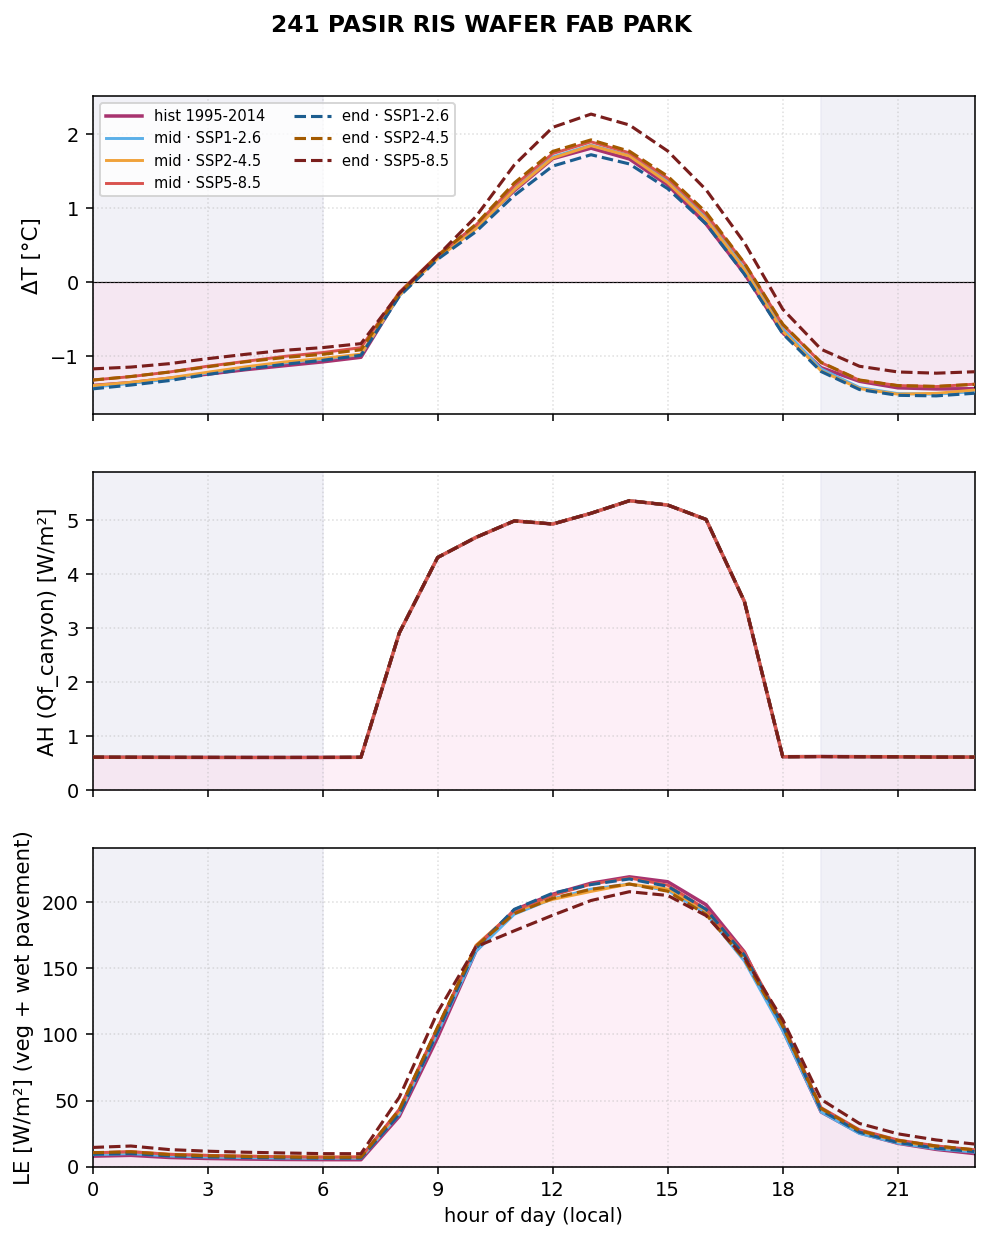 241 PASIR RIS WAFER FAB PARK
hist 1995-2014
mid · SSP1-2.6
mid · SSP2-4.5
mid · SSP5-8.5
end · SSP1-2.6
end · SSP2-4.5
end · SSP5-8.5
ΔT [°C]
2
1
0
−1
AH (Qf_canyon) [W/m²]
5
4
3
2
1
0
LE [W/m²] (veg + wet pavement)
200
150
100
50
0
0 3 6 9 12 15 18 21
hour of day (local)